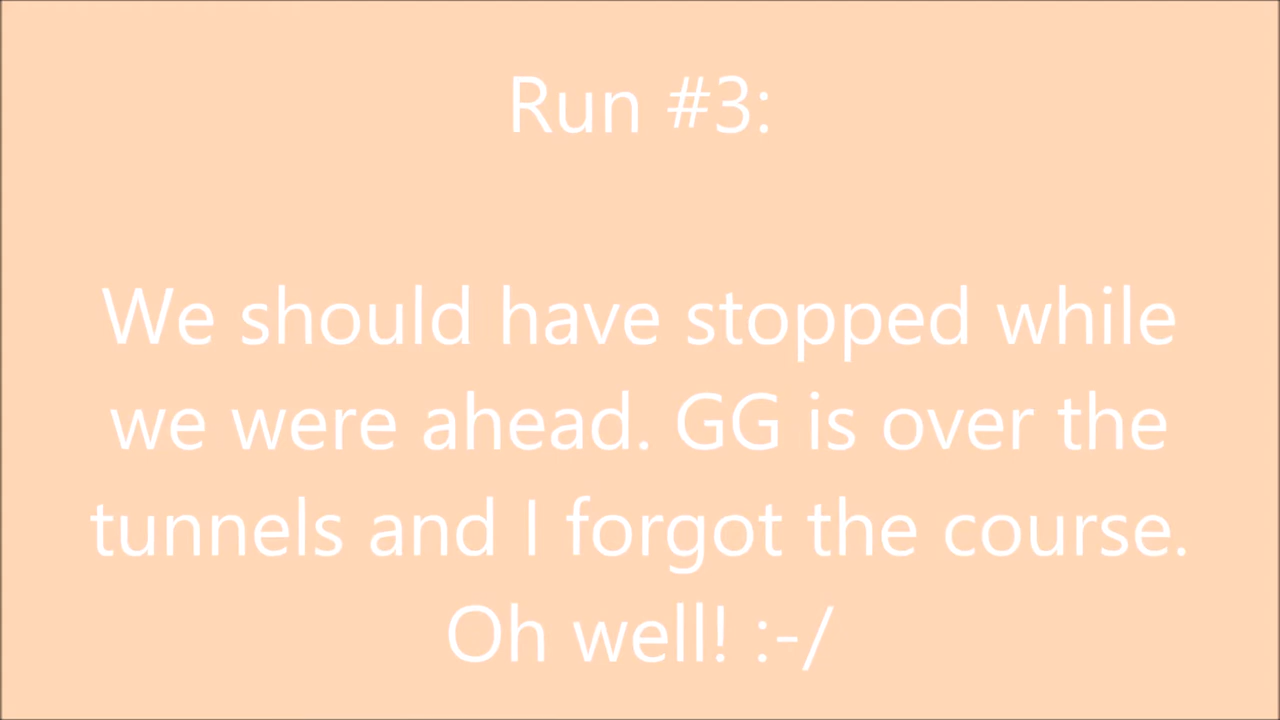 Run #3:
We should have stopped while
we were ahead. GG is over the
tunnels and I forgot the course.
Oh well! :-/